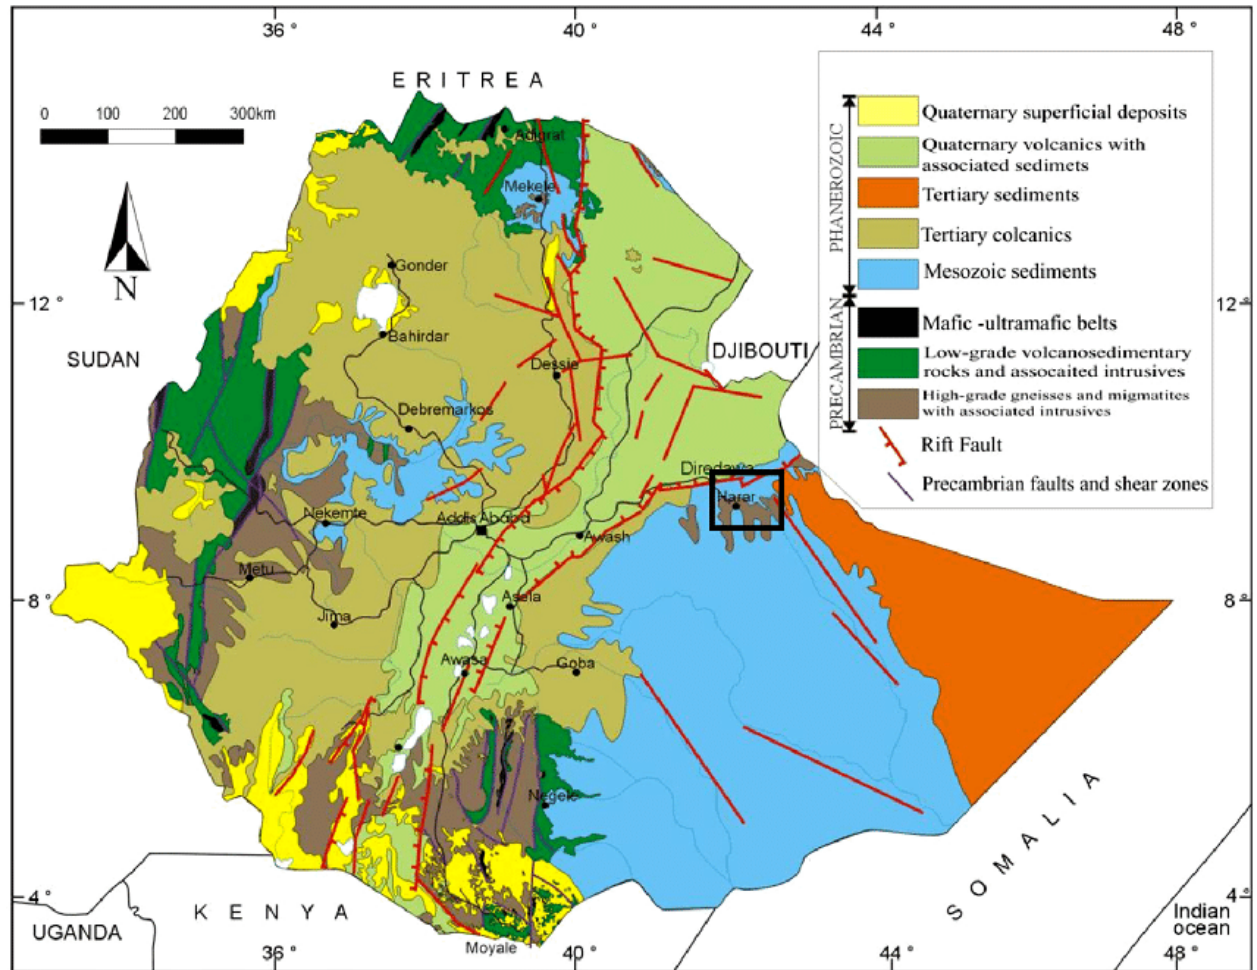 36 °
40 °
44 °
48 °
ERITREA
0
100
200
300km
N
12 °
8 °
4 °
SUDAN
Adigrat
Mekele
Gonder
Bahirdar
Dessie
DJIBOUTI
Debremarkos
Diredawa
Harar
Nekemte
Addis Ababa
Awash
Metu
Jima
Asela
Awasa
Goba
Negele
Moyale
KENYA
UGANDA
SOMALIA
Indian
ocean
12 °
8 °
4 °
36 °
40 °
44 °
48 °
PHANEROZOIC
PRECAMBRIAN
Quaternary superficial deposits
Quaternary volcanics with
associated sedimets
Tertiary sediments
Tertiary colcanics
Mesozoic sediments
Mafic -ultramafic belts
Low-grade volcanosedimentary
rocks and assocaited intrusives
High-grade gneisses and migmatites
with associated intrusives
Rift Fault
Precambrian faults and shear zones